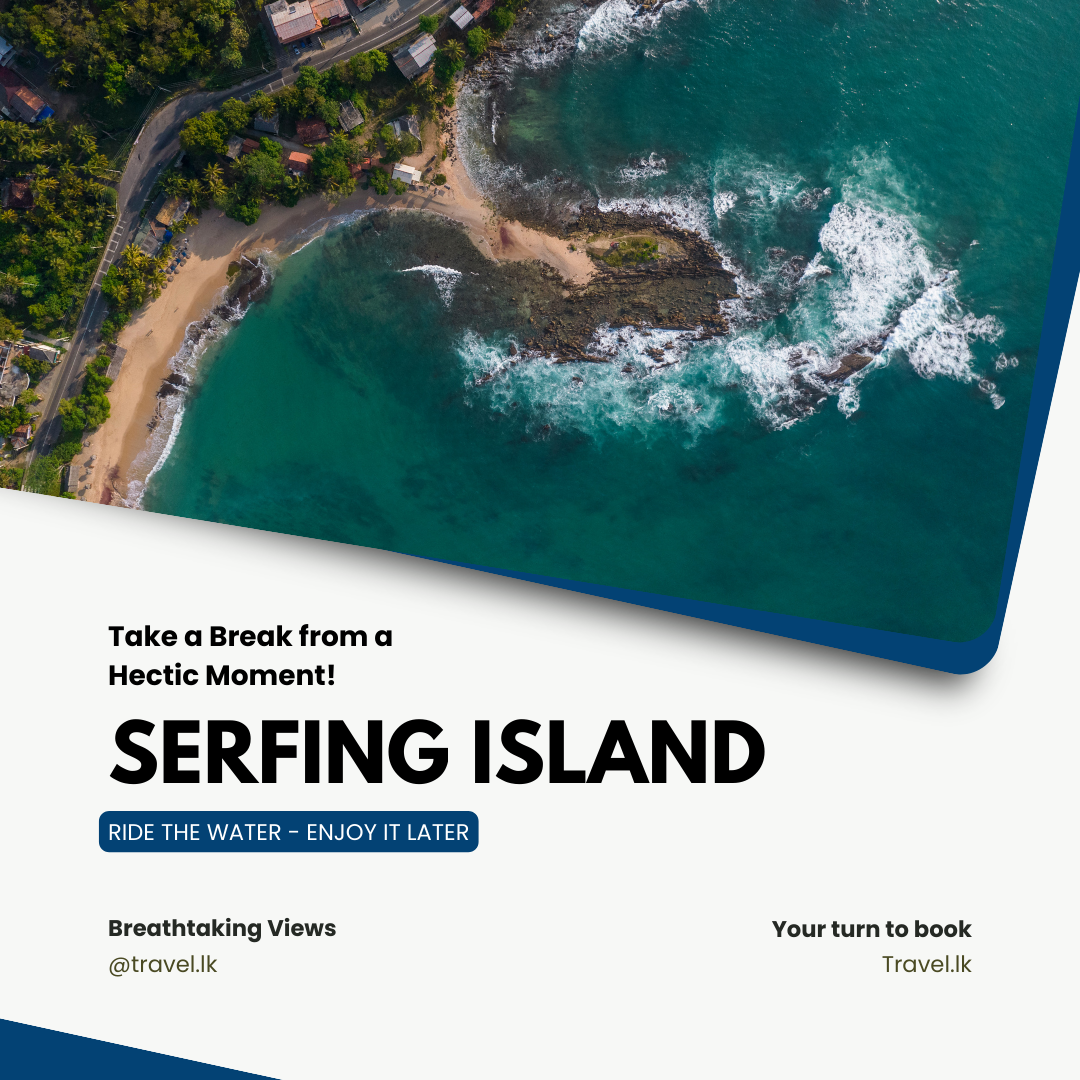 Take a Break from a
Hectic Moment!
SERFING ISLAND
RIDE THE WATER - ENJOY IT LATER
Breathtaking Views
@travel.lk
Your turn to book
Travel.lk